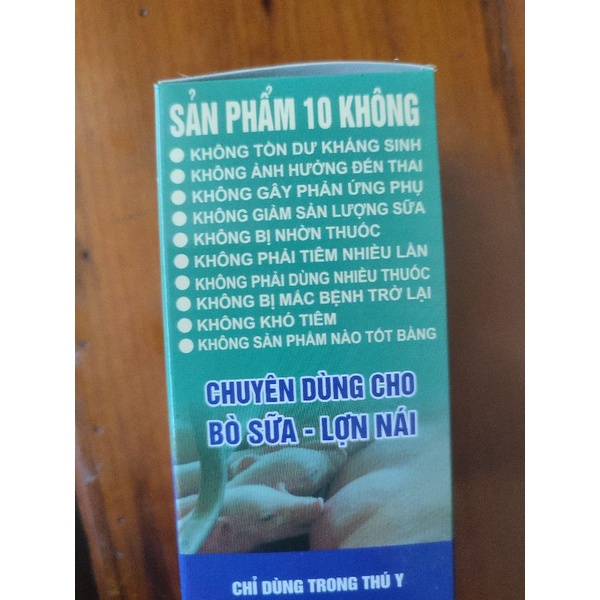 SẢN PHẨM 10 KHÔNG
● KHÔNG TỒN DƯ KHÁNG SINH
● KHÔNG ẢNH HƯỞNG ĐẾN THAI
● KHÔNG GÂY PHẢN ỨNG PHỤ
● KHÔNG GIẢM SẢN LƯỢNG SỮA
● KHÔNG BỊ NHỜN THUỐC
● KHÔNG PHẢI TIÊM NHIỀU LẦN
● KHÔNG PHẢI DÙNG NHIỀU THUỐC
● KHÔNG BỊ MẮC BỆNH TRỞ LẠI
● KHÔNG KHÓ TIÊM
● KHÔNG SẢN PHẨM NÀO TỐT BẰNG
CHUYÊN DÙNG CHO
BÒ SỮA - LỢN NÁI
CHỈ DÙNG TRONG THÚ Y